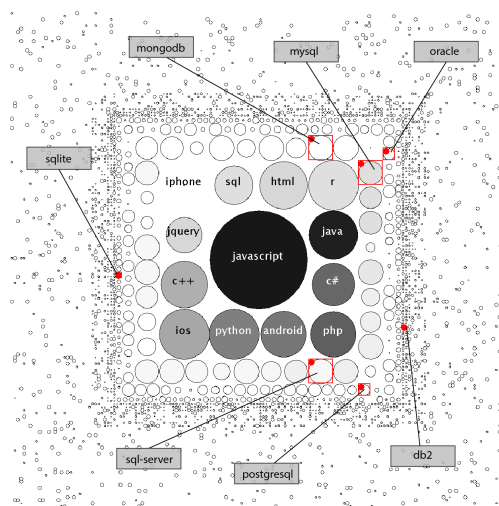 mongodb
mysql
oracle
sqlite
iphone
sql
html
r
jquery
java
javascript
c++
c#
ios
python
android
php
sql-server
postgresql
db2